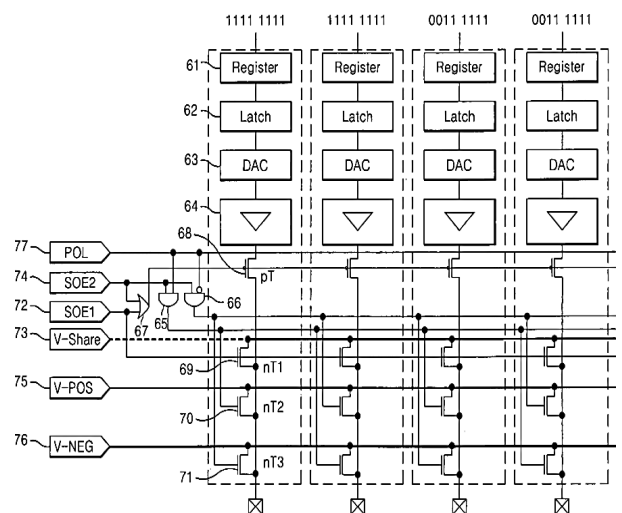 1111 1111 1111 1111 0011 1111 0011 1111
61 Register Register Register Register
62 Latch Latch Latch Latch
63 DAC DAC DAC DAC
64
68
77 POL
74 SOE2 pT
66
72 SOE1
67 65
73 V-Share
69 nT1
75 V-POS
70 nT2
76 V-NEG
71 nT3